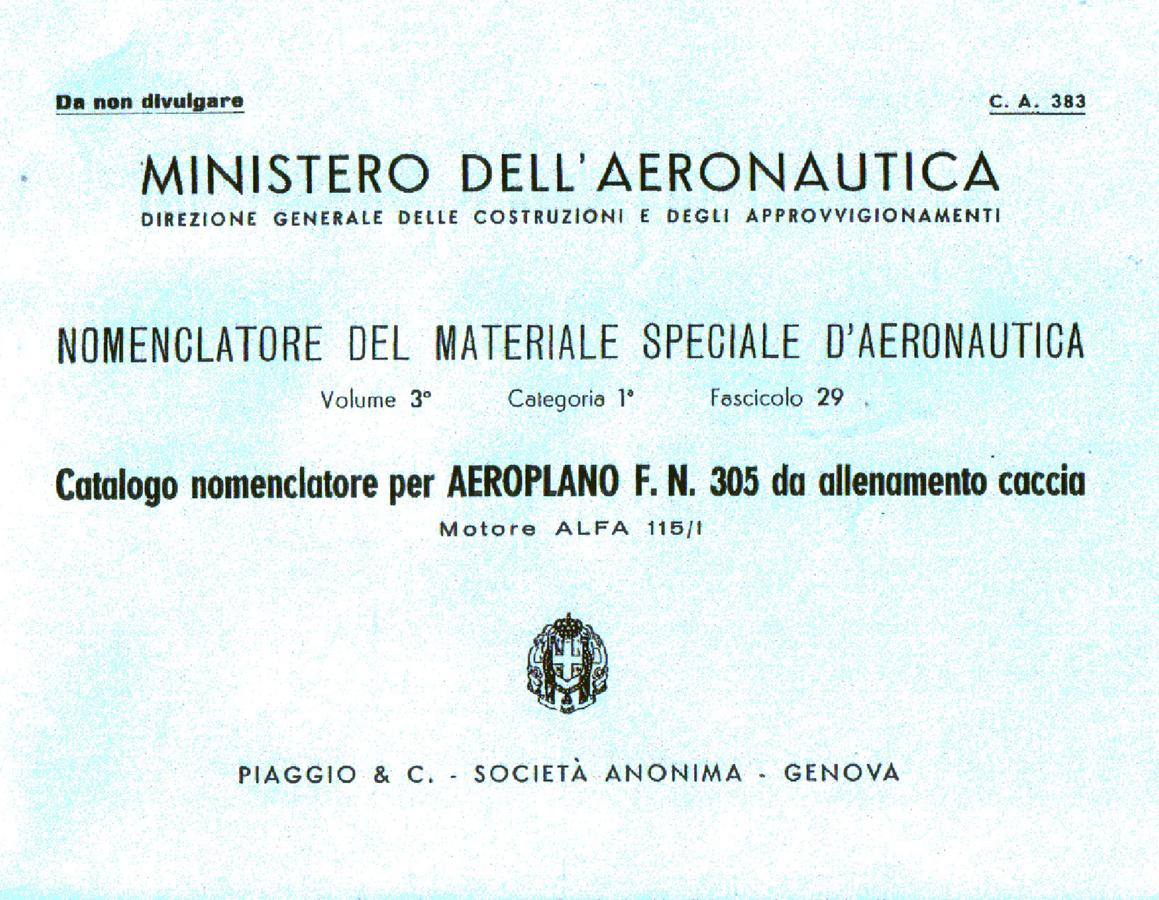 Da non divulgare
C. A. 383
MINISTERO DELL'AERONAUTICA
DIREZIONE GENERALE DELLE COSTRUZIONI E DEGLI APPROVVIGIONAMENTI
NOMENCLATORE DEL MATERIALE SPECIALE D'AERONAUTICA
Volume 3° Categoria 1ª Fascicolo 29
Catalogo nomenclatore per AEROPLANO F. N. 305 da allenamento caccia
Motore ALFA 115/I
PIAGGIO & C. - SOCIETÀ ANONIMA - GENOVA